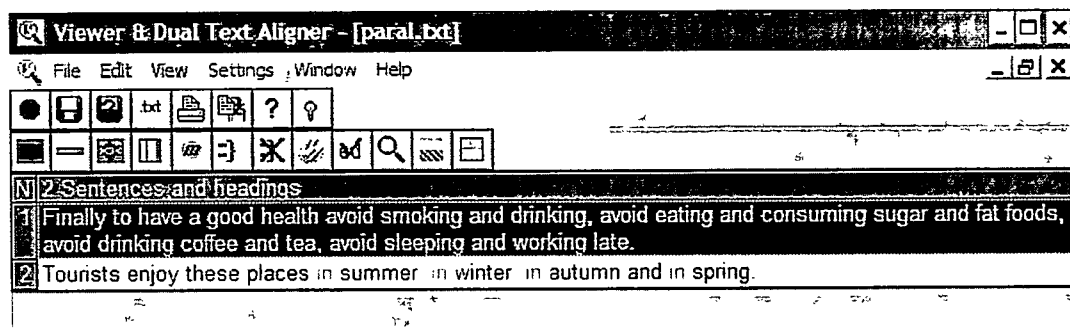 Viewer & Dual Text Aligner - [paral.txt]
File Edit View Settings Window Help
.txt ?
N 2 Sentences and headings
1 Finally to have a good health avoid smoking and drinking, avoid eating and consuming sugar and fat foods,
avoid drinking coffee and tea, avoid sleeping and working late.
2 Tourists enjoy these places in summer in winter in autumn and in spring.